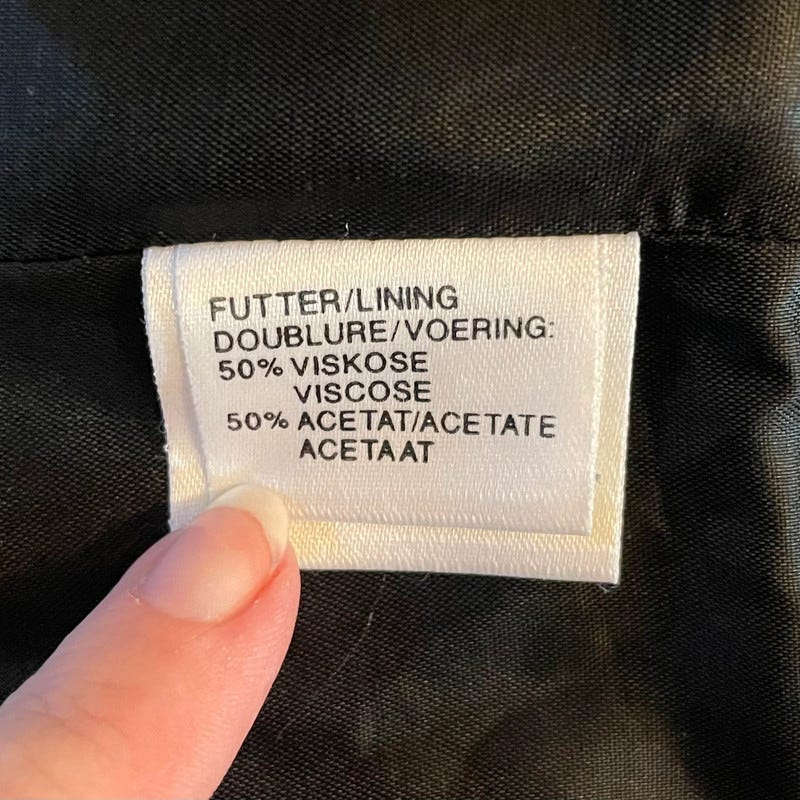 FUTTER/LINING
DOUBLURE/VOERING:
50% VISKOSE
VISCOSE
50% ACETAT/ACETATE
ACETAAT